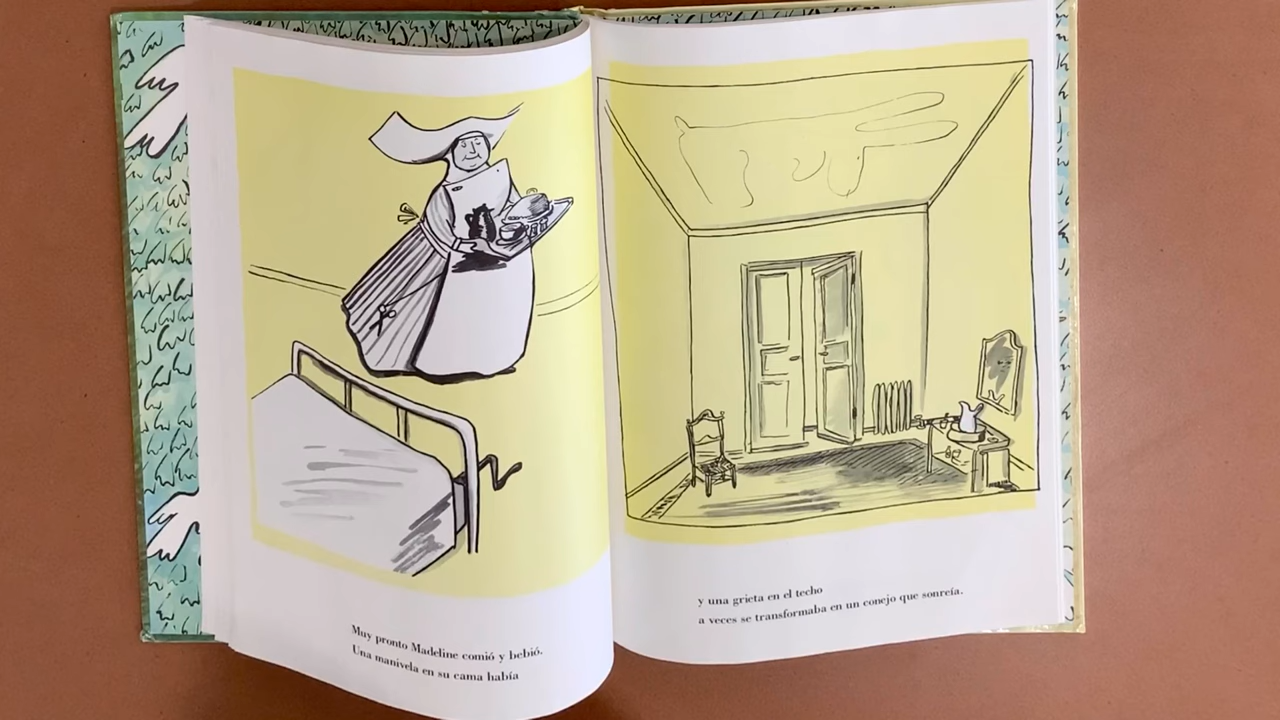 Muy pronto Madeline comió y bebió.
Una manivela en su cama había
y una grieta en el techo
a veces se transformaba en un conejo que sonreía.